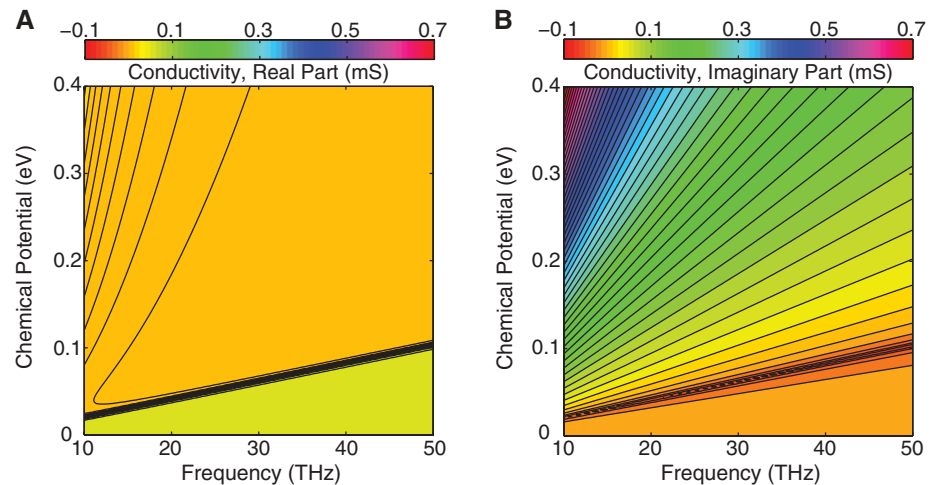 A
−0.1 0.1 0.3 0.5 0.7
Conductivity, Real Part (mS)
0.4
0.3
0.2
0.1
0
Chemical Potential (eV)
10 20 30 40 50
Frequency (THz)
B
−0.1 0.1 0.3 0.5 0.7
Conductivity, Imaginary Part (mS)
0.4
0.3
0.2
0.1
0
Chemical Potential (eV)
10 20 30 40 50
Frequency (THz)